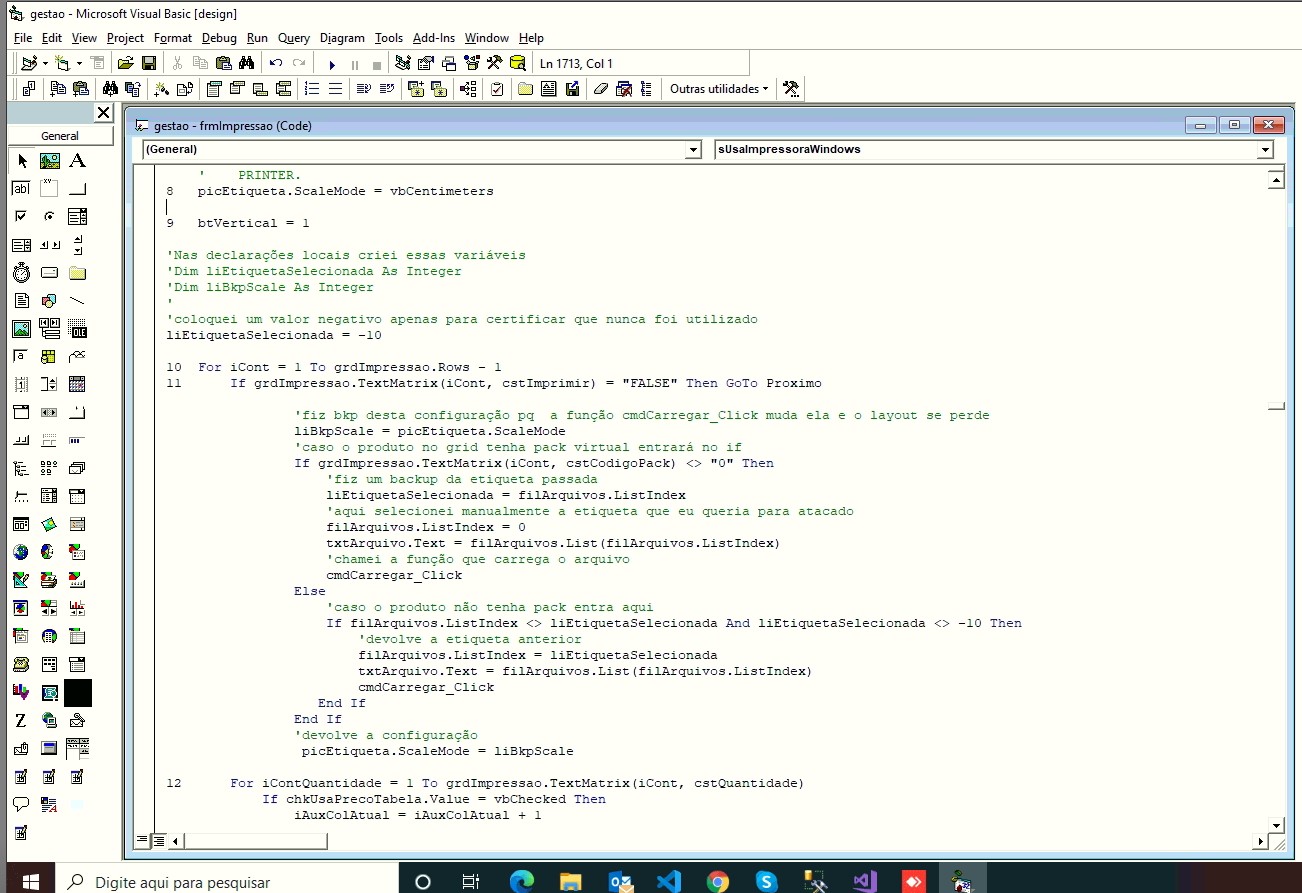 gestao - Microsoft Visual Basic [design]
File Edit View Project Format Debug Run Query Diagram Tools Add-Ins Window Help
Ln 1713, Col 1
Outras utilidades
General
gestao - frmImpressao (Code)
(General)
sUsaImpressoraWindows
' PRINTER.
8 picEtiqueta.ScaleMode = vbCentimeters
9 btVertical = 1
'Nas declarações locais criei essas variáveis
'Dim liEtiquetaSelecionada As Integer
'Dim liBkpScale As Integer
'
'coloquei um valor negativo apenas para certificar que nunca foi utilizado
liEtiquetaSelecionada = -10
10 For iCont = 1 To grdImpressao.Rows - 1
11 If grdImpressao.TextMatrix(iCont, cstImprimir) = "FALSE" Then GoTo Proximo
'fiz bkp desta configuração pq a função cmdCarregar_Click muda ela e o layout se perde
liBkpScale = picEtiqueta.ScaleMode
'caso o produto no grid tenha pack virtual entrará no if
If grdImpressao.TextMatrix(iCont, cstCodigoPack) <> "0" Then
'fiz um backup da etiqueta passada
liEtiquetaSelecionada = filArquivos.ListIndex
'aqui selecionei manualmente a etiqueta que eu queria para atacado
filArquivos.ListIndex = 0
txtArquivo.Text = filArquivos.List(filArquivos.ListIndex)
'chamei a função que carrega o arquivo
cmdCarregar_Click
Else
'caso o produto não tenha pack entra aqui
If filArquivos.ListIndex <> liEtiquetaSelecionada And liEtiquetaSelecionada <> -10 Then
'devolve a etiqueta anterior
filArquivos.ListIndex = liEtiquetaSelecionada
txtArquivo.Text = filArquivos.List(filArquivos.ListIndex)
cmdCarregar_Click
End If
End If
'devolve a configuração
picEtiqueta.ScaleMode = liBkpScale
12 For iContQuantidade = 1 To grdImpressao.TextMatrix(iCont, cstQuantidade)
If chkUsaPrecoTabela.Value = vbChecked Then
iAuxColAtual = iAuxColAtual + 1
Digite aqui para pesquisar